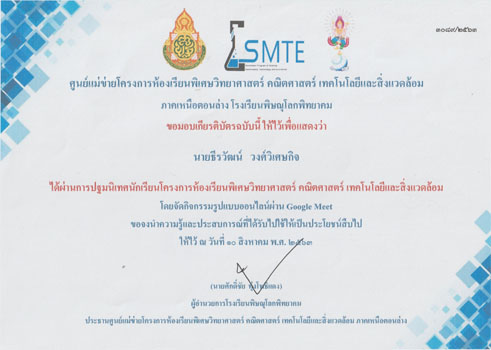 ๓๐๘๙/๒๕๖๓
SMTE
ศูนย์แม่ข่ายโครงการห้องเรียนพิเศษวิทยาศาสตร์ คณิตศาสตร์ เทคโนโลยีและสิ่งแวดล้อม
ภาคเหนือตอนล่าง โรงเรียนพิษณุโลกพิทยาคม
ขอมอบเกียรติบัตรฉบับนี้ ให้ไว้เพื่อแสดงว่า
นายธีรวัฒน์ วงศ์วิเศษกิจ
ได้ผ่านการปฐมนิเทศนักเรียนโครงการห้องเรียนพิเศษวิทยาศาสตร์ คณิตศาสตร์ เทคโนโลยีและสิ่งแวดล้อม
โดยจัดกิจกรรมรูปแบบออนไลน์ผ่าน Google Meet
ขอจงนำความรู้และประสบการณ์ที่ได้รับไปใช้ให้เป็นประโยชน์สืบไป
ให้ไว้ ณ วันที่ ๑๐ สิงหาคม พ.ศ. ๒๕๖๓
(นายศักดิ์ชัย
ผู้อำนวยการโรงเรียนพิษณุโลกพิทยาคม
ประธานศูนย์แม่ข่ายโครงการห้องเรียนพิเศษวิทยาศาสตร์ คณิตศาสตร์ เทคโนโลยีและสิ่งแวดล้อม ภาคเหนือตอนล่าง